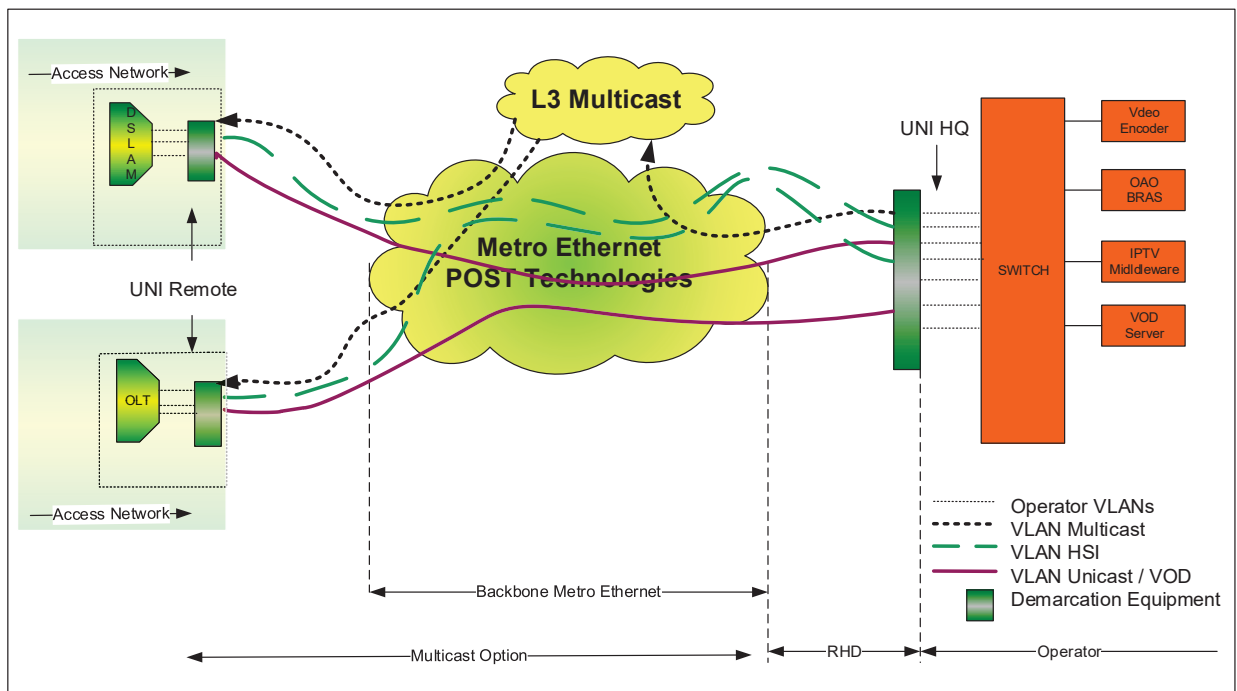 Access Network
D
S
L
A
M
UNI Remote
OLT
Access Network
L3 Multicast
Metro Ethernet
POST Technologies
UNI HQ
SWITCH
Vdeo
Encoder
OAO
BRAS
IPTV
MidIdleware
VOD
Server
Operator VLANs
VLAN Multicast
VLAN HSI
VLAN Unicast / VOD
Demarcation Equipment
Backbone Metro Ethernet
Multicast Option
RHD
Operator